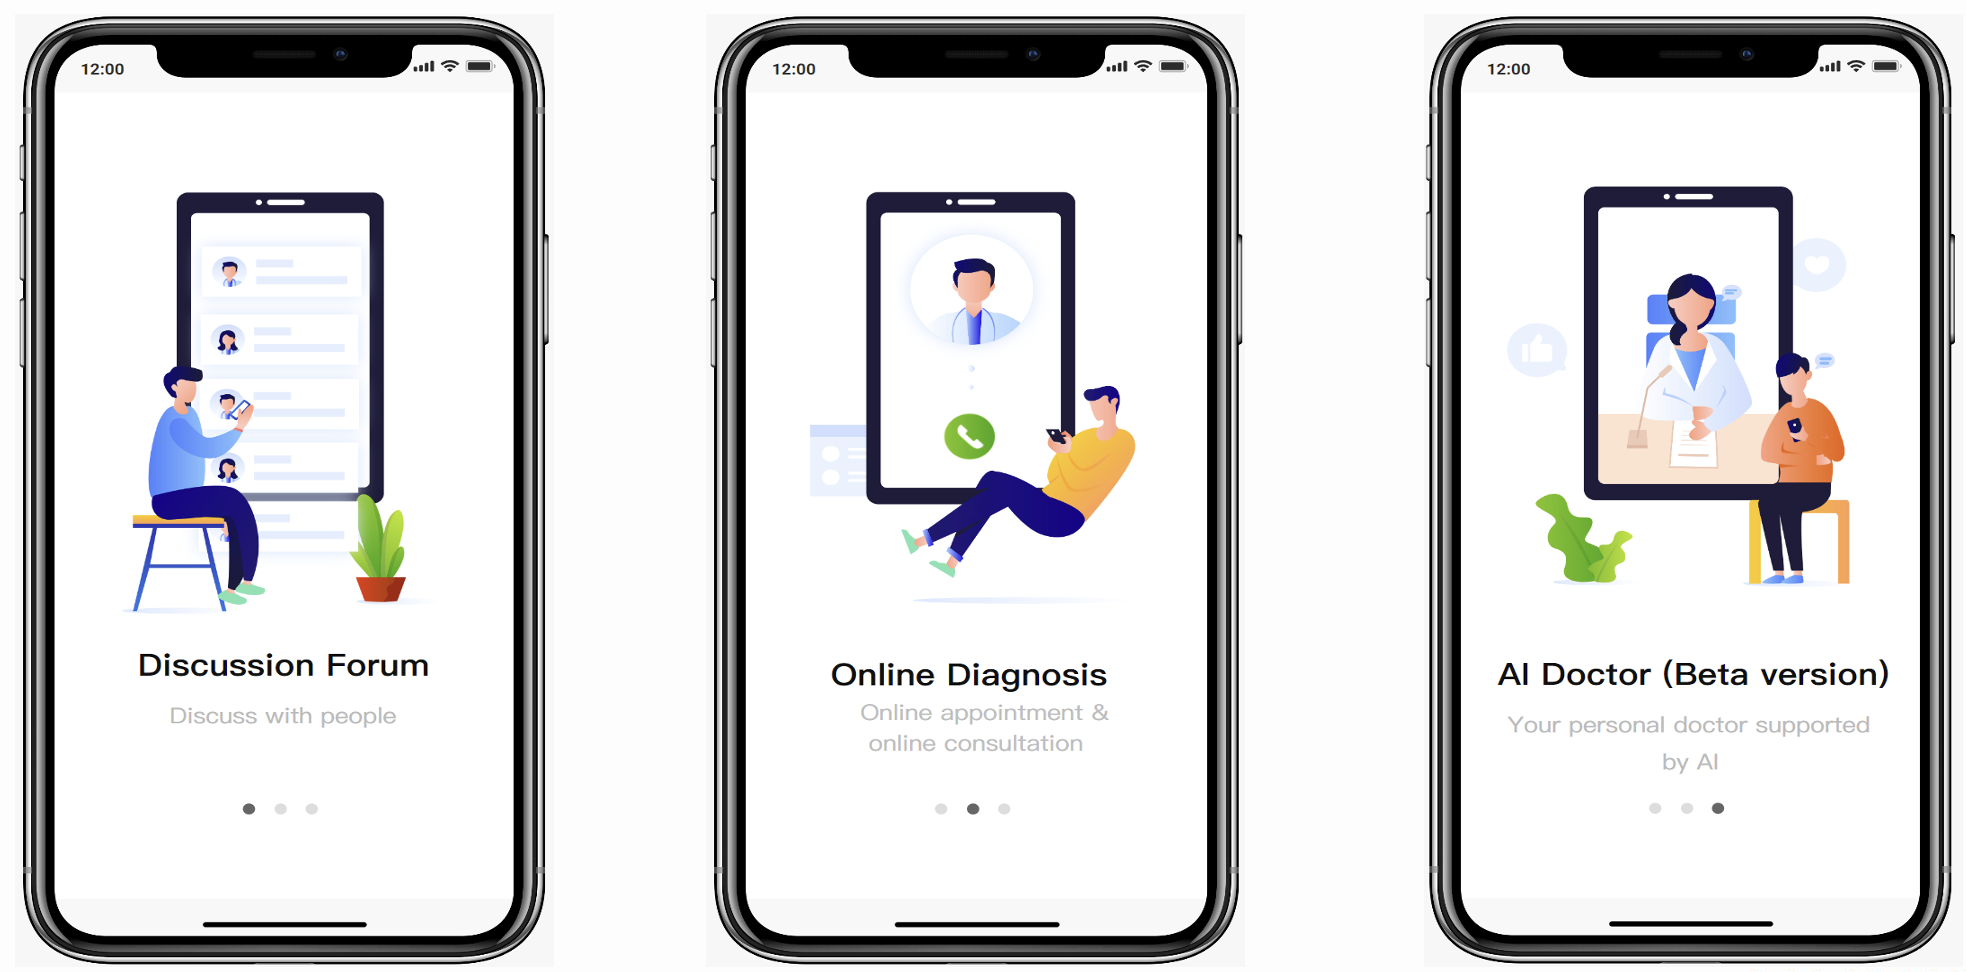 12:00
Discussion Forum
Discuss with people
12:00
Online Diagnosis
Online appointment &
online consultation
12:00
AI Doctor (Beta version)
Your personal doctor supported
by AI